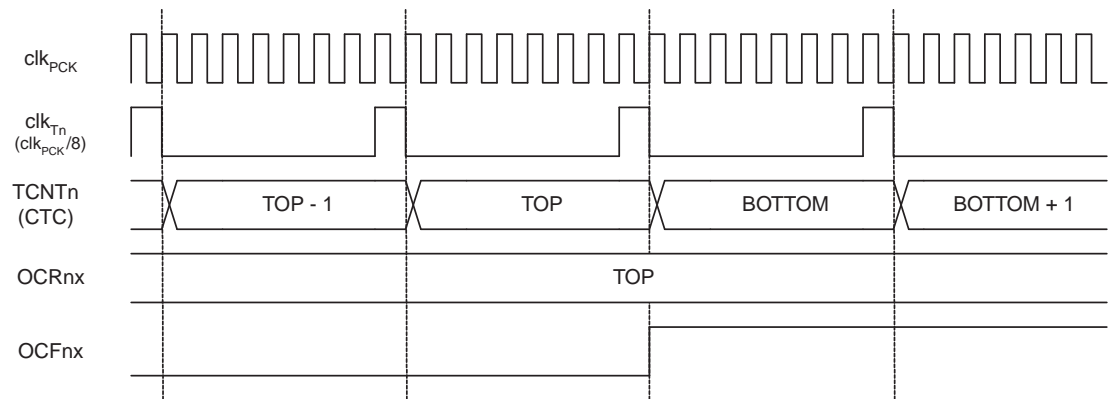 clkPCK
clkTn
(clkPCK/8)
TCNTn
(CTC)
TOP - 1
TOP
BOTTOM
BOTTOM + 1
OCRnx
TOP
OCFnx